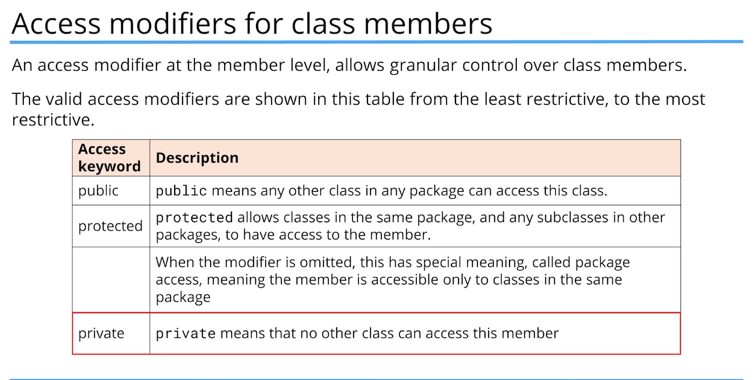 Access modifiers for class members
An access modifier at the member level, allows granular control over class members.
The valid access modifiers are shown in this table from the least restrictive, to the most
restrictive.
Access
keyword
Description
public
public means any other class in any package can access this class.
protected
protected allows classes in the same package, and any subclasses in other
packages, to have access to the member.
When the modifier is omitted, this has special meaning, called package
access, meaning the member is accessible only to classes in the same
package
private
private means that no other class can access this member